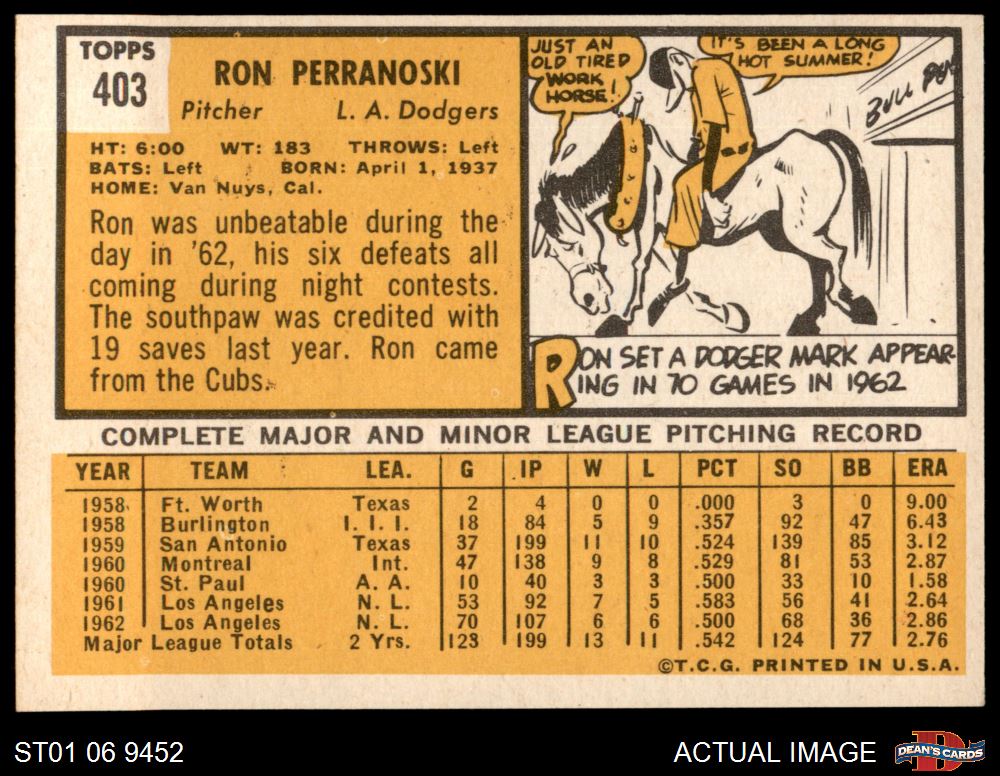 TOPPS
403
RON PERRANOSKI
Pitcher L. A. Dodgers
HT: 6:00 WT: 183 THROWS: Left
BATS: Left BORN: April 1, 1937
HOME: Van Nuys, Cal.
Ron was unbeatable during the
day in '62, his six defeats all
coming during night contests.
The southpaw was credited with
19 saves last year. Ron came
from the Cubs.
JUST AN
OLD TIRED
WORK
HORSE!
IT'S BEEN A LONG
HOT SUMMER!
BULL PEN
RON SET A DODGER MARK APPEAR-
ING IN 70 GAMES IN 1962
COMPLETE MAJOR AND MINOR LEAGUE PITCHING RECORD
YEAR TEAM LEA. G IP W L PCT SO BB ERA
1958 Ft. Worth Texas 2 4 0 0 .000 3 0 9.00
1958 Burlington I. I. I. 18 84 5 9 .357 92 47 6.43
1959 San Antonio Texas 37 199 11 10 .524 139 85 3.12
1960 Montreal Int. 47 138 9 8 .529 81 53 2.87
1960 St. Paul A. A. 10 40 3 3 .500 33 10 1.58
1961 Los Angeles N. L. 53 92 7 5 .583 56 41 2.64
1962 Los Angeles N. L. 70 107 6 6 .500 68 36 2.86
Major League Totals 2 Yrs. 123 199 13 11 .542 124 77 2.76
©T.C.G. PRINTED IN U.S.A.
ST01 06 9452 ACTUAL IMAGE DEAN'S CARDS